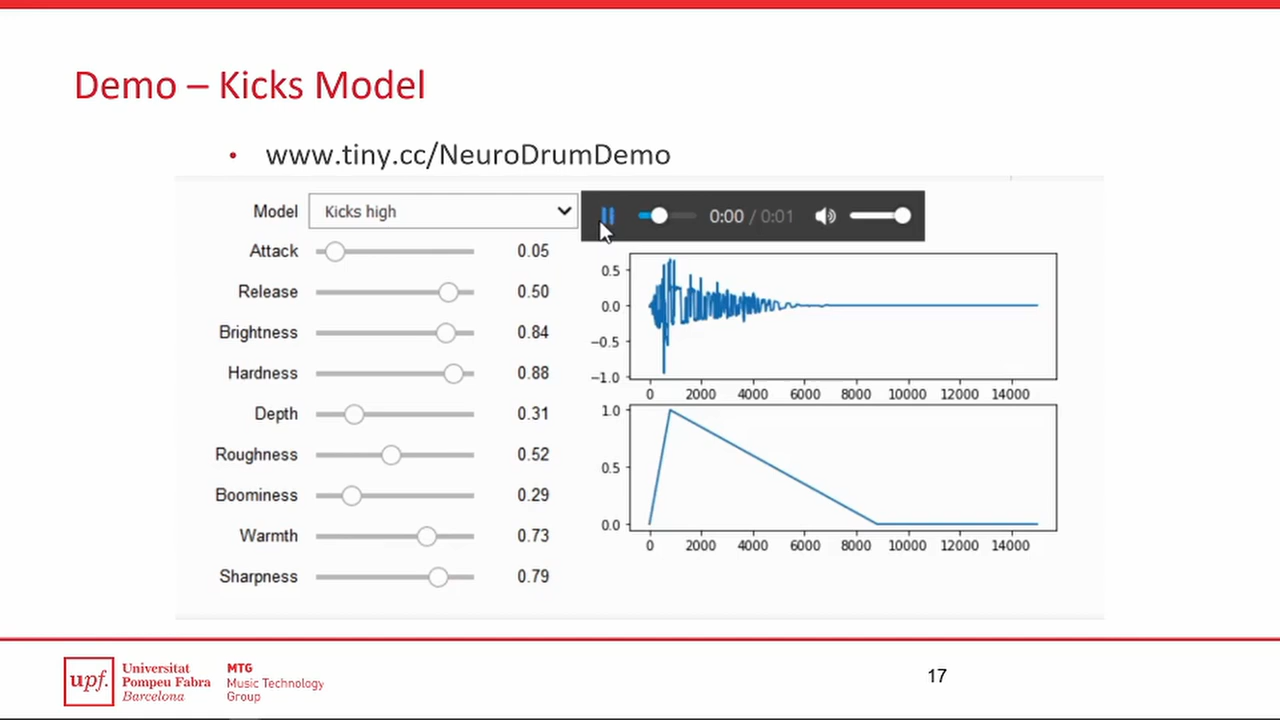 Demo – Kicks Model
• www.tiny.cc/NeuroDrumDemo
Model Kicks high
0:00 / 0:01
Attack 0.05
Release 0.50
Brightness 0.84
Hardness 0.88
Depth 0.31
Roughness 0.52
Boominess 0.29
Warmth 0.73
Sharpness 0.79
0.5
0.0
−0.5
−1.0
0 2000 4000 6000 8000 10000 12000 14000
1.0
0.5
0.0
0 2000 4000 6000 8000 10000 12000 14000
upf.
Universitat
Pompeu Fabra
Barcelona
MTG
Music Technology
Group
17